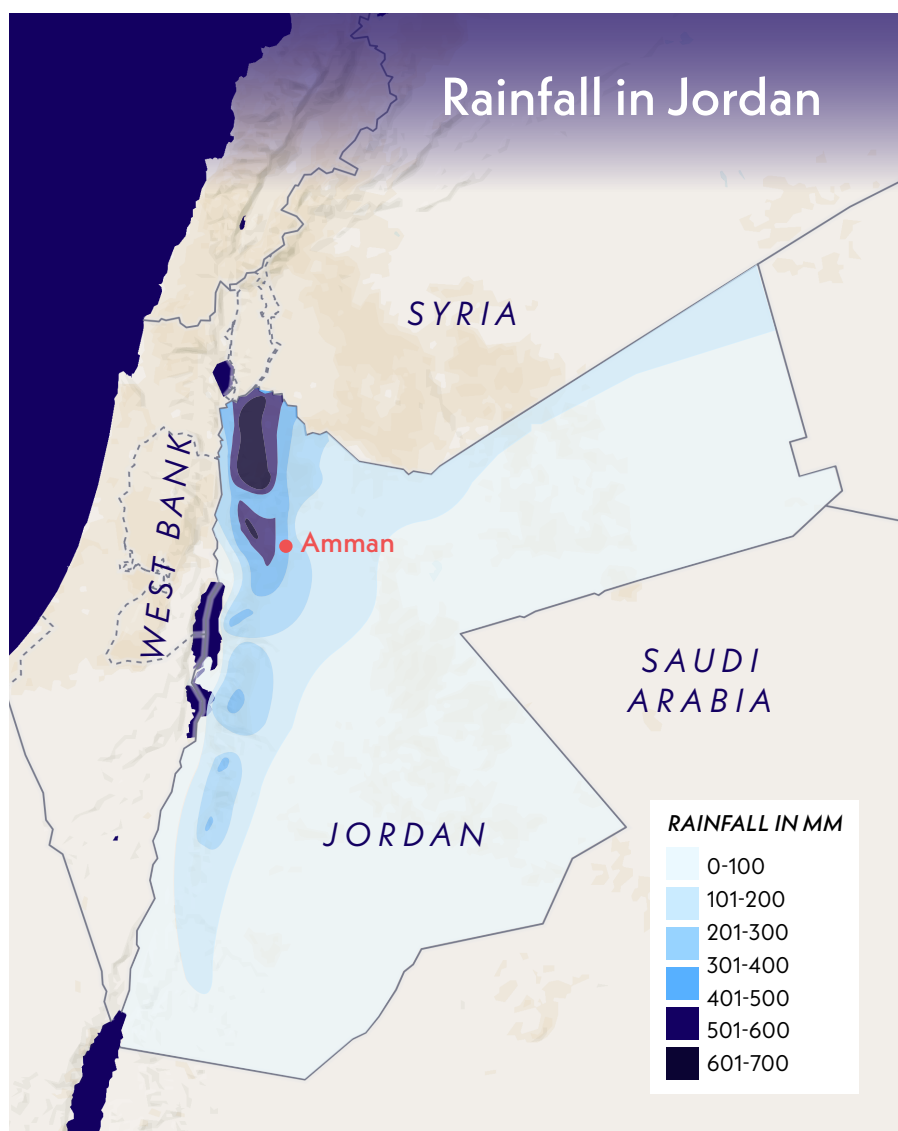 Rainfall in Jordan
SYRIA
WEST BANK
Amman
SAUDI
ARABIA
JORDAN
RAINFALL IN MM
0-100
101-200
201-300
301-400
401-500
501-600
601-700